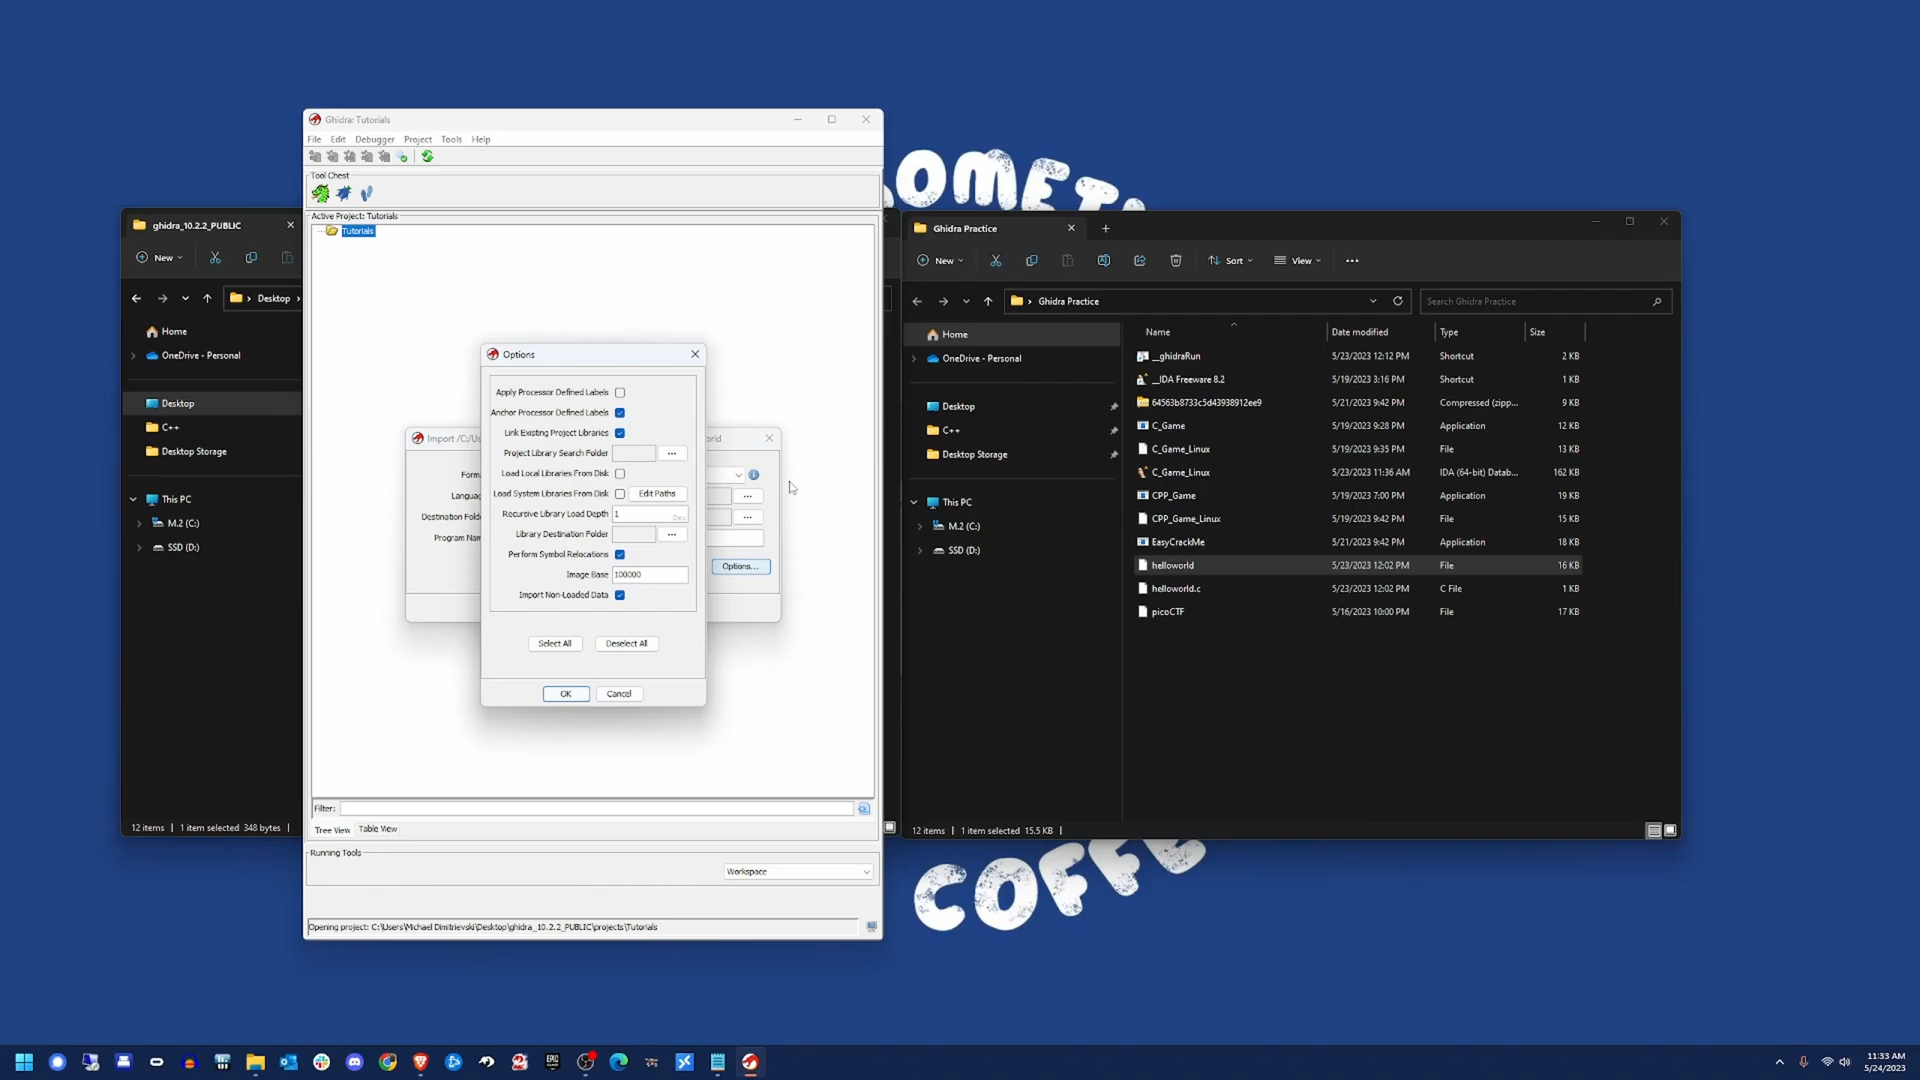 Ghidra: Tutorials
File Edit Debugger Project Tools Help
Tool Chest
Active Project: Tutorials
Tutorials
ghidra_10.2.2_PUBLIC
New
Desktop
Home
OneDrive - Personal
Desktop
C++
Desktop Storage
This PC
M.2 (C:)
SSD (D:)
12 items 1 item selected 348 bytes
Import /C:/Us
Language
Destination Fold
Program Nam
Options...
Options
Apply Processor Defined Labels
Anchor Processor Defined Labels
Link Existing Project Libraries
Project Library Search Folder ...
Load Local Libraries From Disk
Load System Libraries From Disk Edit Paths
Recursive Library Load Depth 1
Library Destination Folder ...
Perform Symbol Relocations
Image Base 100000
Import Non-Loaded Data
Select All Deselect All
OK Cancel
Filter:
Tree View Table View
Running Tools
Workspace
Opening project: C:\Users\Michael Dimitrievski\Desktop\ghidra_10.2.2_PUBLIC\projects\Tutorials
Ghidra Practice
New Sort View
Ghidra Practice Search Ghidra Practice
Home
OneDrive - Personal
Desktop
C++
Desktop Storage
This PC
M.2 (C:)
SSD (D:)
Name Date modified Type Size
__ghidraRun 5/23/2023 12:12 PM Shortcut 2 KB
__IDA Freeware 8.2 5/19/2023 3:16 PM Shortcut 1 KB
64563b8733c5d43938912ee9 5/21/2023 9:42 PM Compressed (zipp... 9 KB
C_Game 5/19/2023 9:28 PM Application 12 KB
C_Game_Linux 5/19/2023 9:35 PM File 13 KB
C_Game_Linux 5/23/2023 11:36 AM IDA (64-bit) Datab... 162 KB
CPP_Game 5/19/2023 7:00 PM Application 19 KB
CPP_Game_Linux 5/19/2023 9:42 PM File 15 KB
EasyCrackMe 5/21/2023 9:42 PM Application 18 KB
helloworld 5/23/2023 12:02 PM File 16 KB
helloworld.c 5/23/2023 12:02 PM C File 1 KB
picoCTF 5/16/2023 10:00 PM File 17 KB
12 items 1 item selected 15.5 KB
11:33 AM
5/24/2023